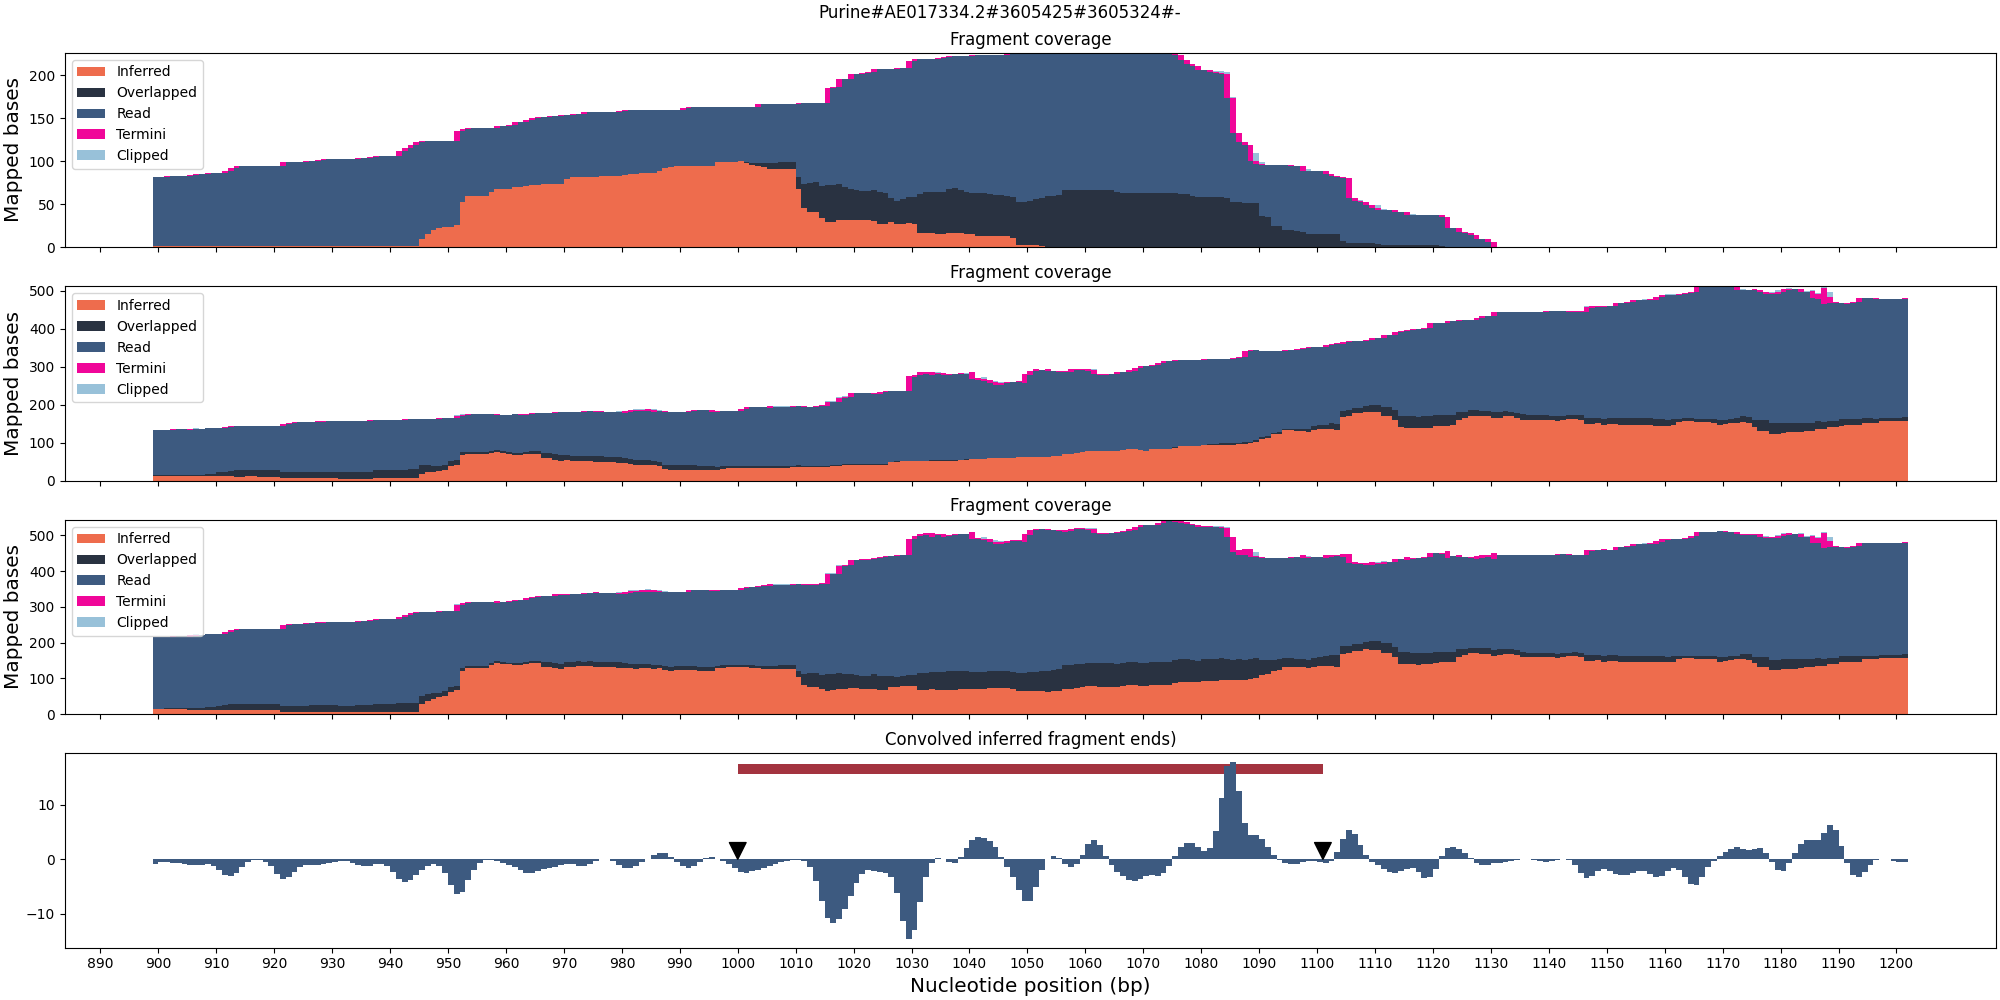 Purine#AE017334.2#3605425#3605324#-
Fragment coverage
Mapped bases
200
150
100
50
0
Inferred
Overlapped
Read
Termini
Clipped
Fragment coverage
Mapped bases
500
400
300
200
100
0
Inferred
Overlapped
Read
Termini
Clipped
Fragment coverage
Mapped bases
500
400
300
200
100
0
Inferred
Overlapped
Read
Termini
Clipped
Convolved inferred fragment ends)
10
0
−10
890 900 910 920 930 940 950 960 970 980 990 1000 1010 1020 1030 1040 1050 1060 1070 1080 1090 1100 1110 1120 1130 1140 1150 1160 1170 1180 1190 1200
Nucleotide position (bp)